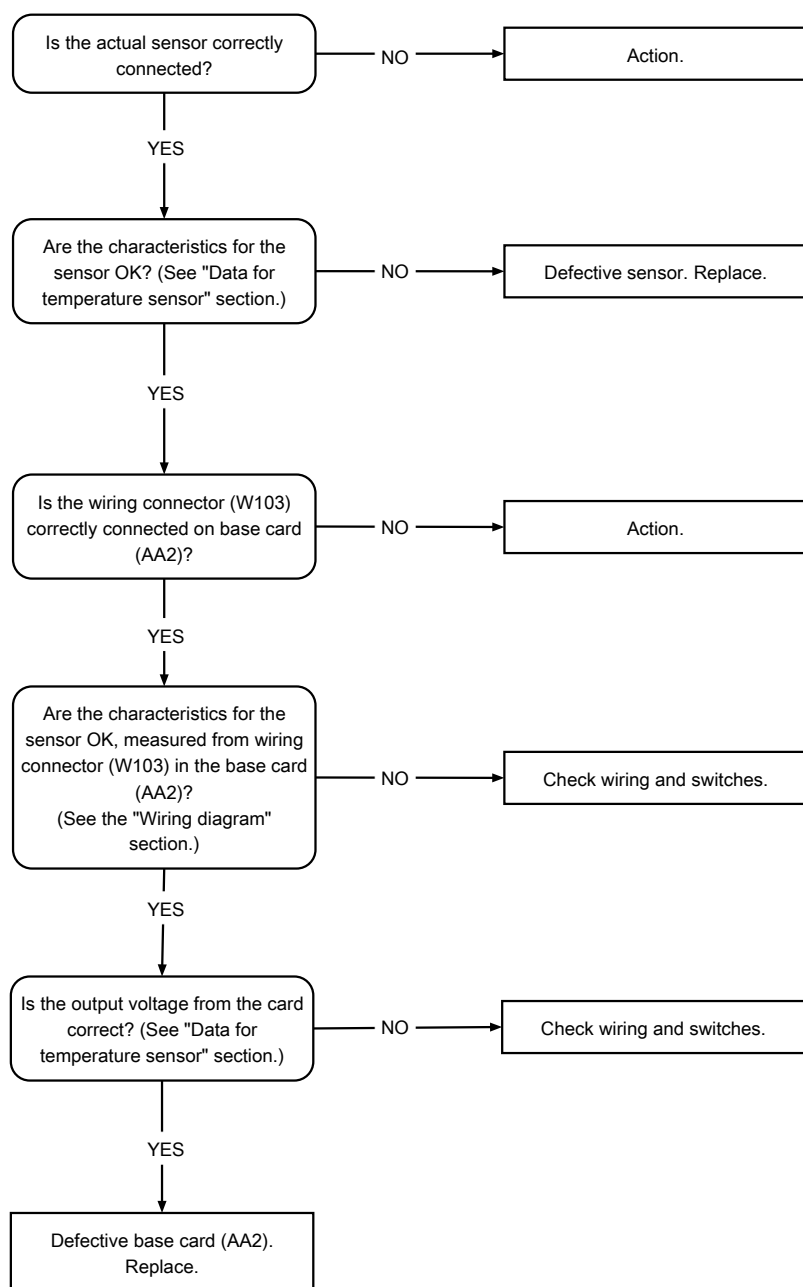 Is the actual sensor correctly
connected?
NO
Action.
YES
Are the characteristics for the
sensor OK? (See "Data for
temperature sensor" section.)
NO
Defective sensor. Replace.
YES
Is the wiring connector (W103)
correctly connected on base card
(AA2)?
NO
Action.
YES
Are the characteristics for the
sensor OK, measured from wiring
connector (W103) in the base card
(AA2)?
(See the "Wiring diagram"
section.)
NO
Check wiring and switches.
YES
Is the output voltage from the card
correct? (See "Data for
temperature sensor" section.)
NO
Check wiring and switches.
YES
Defective base card (AA2).
Replace.